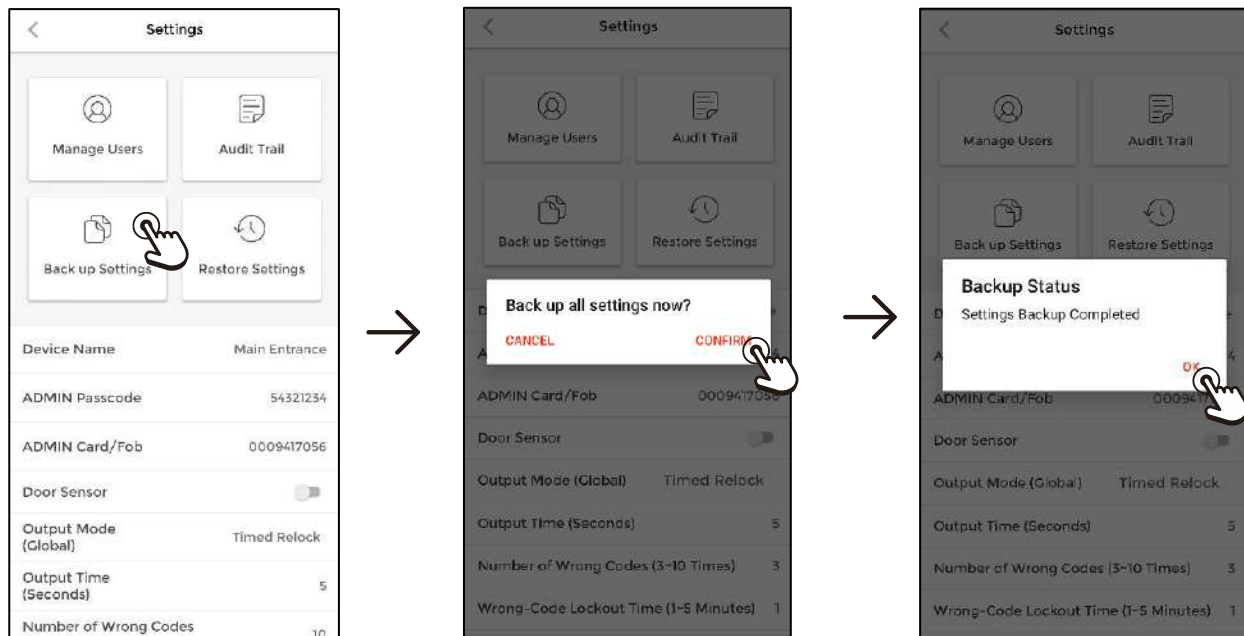 Settings
Manage Users
Audit Trail
Back up Settings
Restore Settings
Device Name Main Entrance
ADMIN Passcode 54321234
ADMIN Card/Fob 0009417056
Door Sensor
Output Mode
(Global) Timed Relock
Output Time
(Seconds) 5
Number of Wrong Codes 10
Settings
Manage Users
Audit Trail
Back up Settings
Restore Settings
Back up all settings now?
CANCEL CONFIRM
ADMIN Card/Fob 0009417056
Door Sensor
Output Mode (Global) Timed Relock
Output Time (Seconds) 5
Number of Wrong Codes (3~10 Times) 3
Wrong-Code Lockout Time (1~5 Minutes) 1
Settings
Manage Users
Audit Trail
Back up Settings
Restore Settings
Backup Status
Settings Backup Completed
OK
ADMIN Card/Fob
Door Sensor
Output Mode (Global) Timed Relock
Output Time (Seconds) 5
Number of Wrong Codes (3~10 Times) 3
Wrong-Code Lockout Time (1~5 Minutes) 1